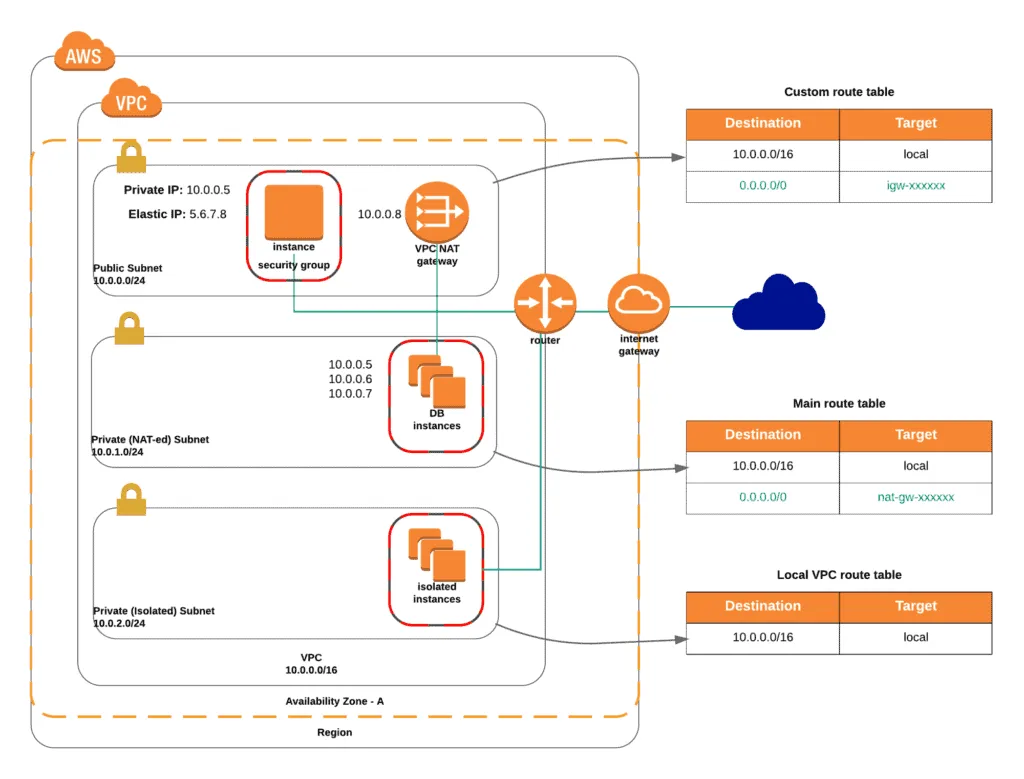 AWS
VPC
Private IP: 10.0.0.5
Elastic IP: 5.6.7.8
instance
security group
10.0.0.8
VPC NAT
gateway
Public Subnet
10.0.0.0/24
router
internet
gateway
10.0.0.5
10.0.0.6
10.0.0.7
DB
instances
Private (NAT-ed) Subnet
10.0.1.0/24
isolated
instances
Private (Isolated) Subnet
10.0.2.0/24
VPC
10.0.0.0/16
Availability Zone - A
Region
Custom route table
Destination Target
10.0.0.0/16 local
0.0.0.0/0 igw-xxxxxx
Main route table
Destination Target
10.0.0.0/16 local
0.0.0.0/0 nat-gw-xxxxxx
Local VPC route table
Destination Target
10.0.0.0/16 local